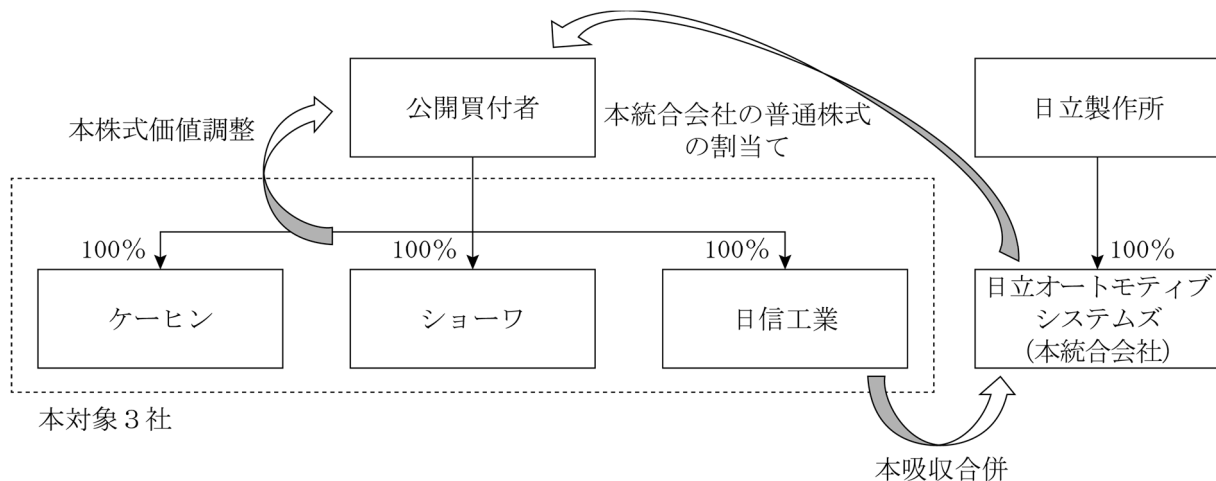 公開買付者
日立製作所
本株式価値調整
本統合会社の普通株式
の割当て
100%
100%
100%
100%
ケーヒン
ショーワ
日信工業
日立オートモティブ
システムズ
(本統合会社)
本対象3社
本吸収合併